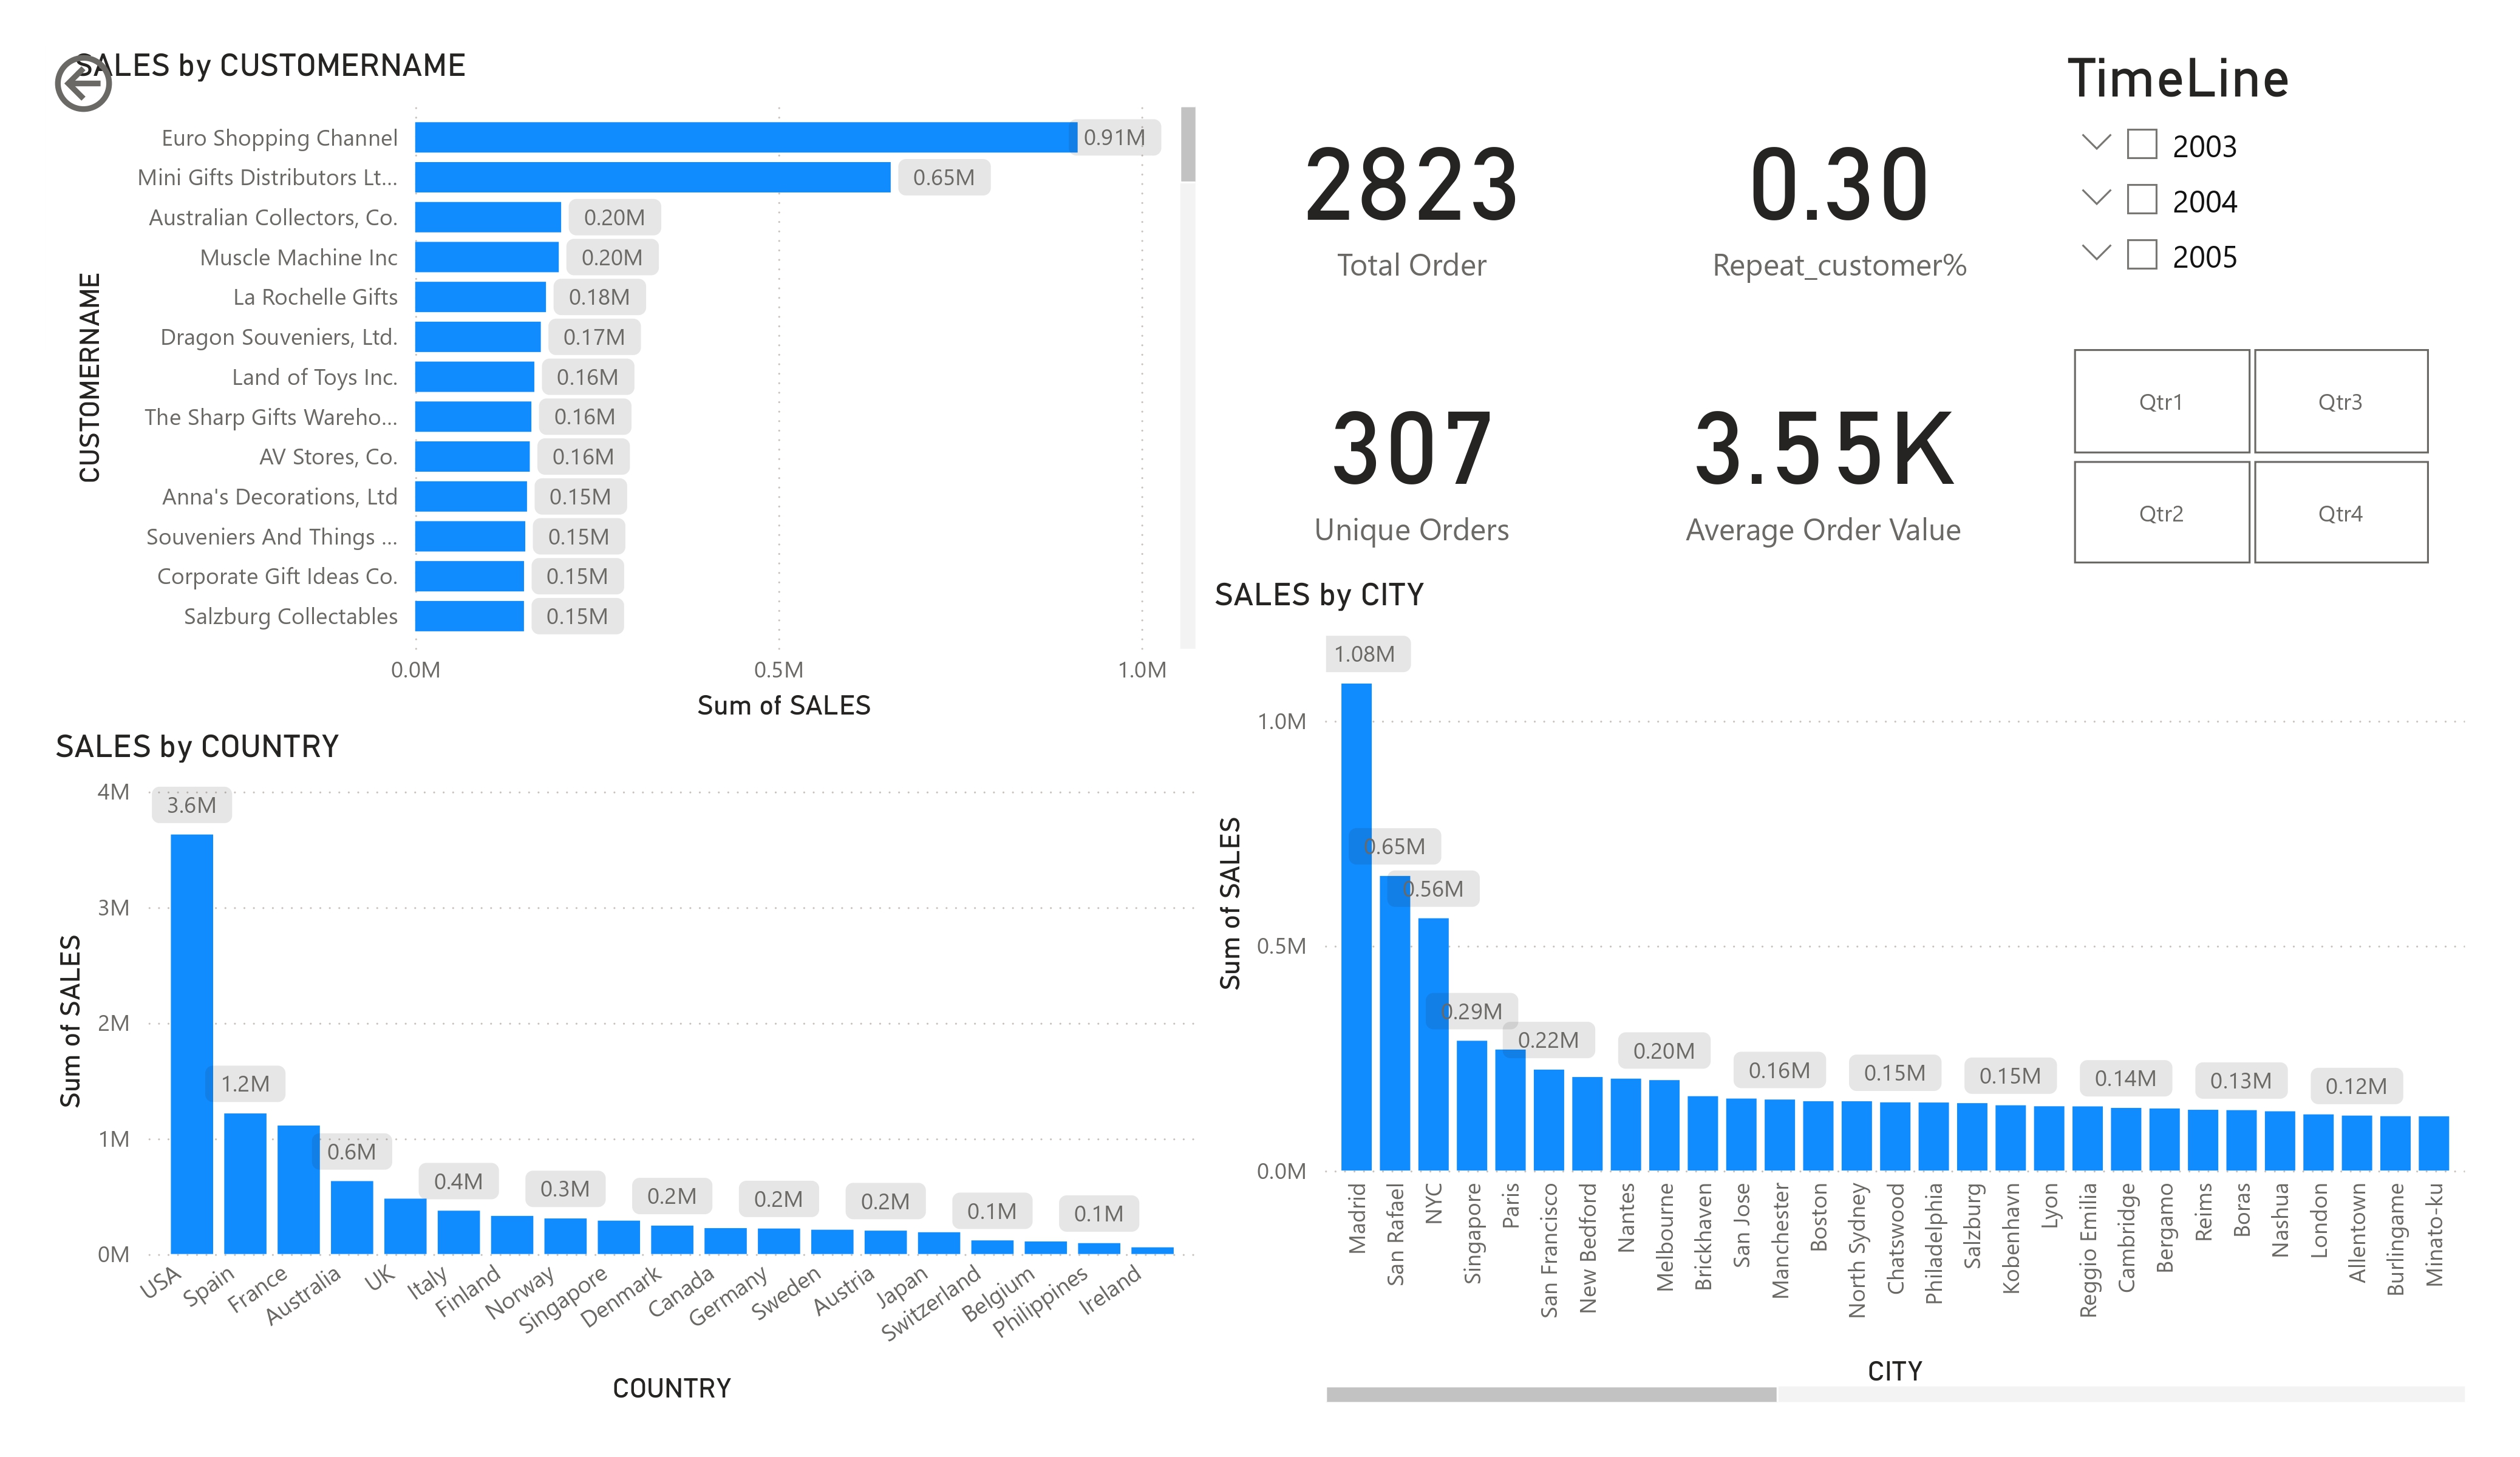 SALES by CUSTOMERNAME
CUSTOMERNAME
Euro Shopping Channel
0.91M
Mini Gifts Distributors Lt...
0.65M
Australian Collectors, Co.
0.20M
Muscle Machine Inc
0.20M
La Rochelle Gifts
0.18M
Dragon Souveniers, Ltd.
0.17M
Land of Toys Inc.
0.16M
The Sharp Gifts Wareho...
0.16M
AV Stores, Co.
0.16M
Anna's Decorations, Ltd
0.15M
Souveniers And Things ...
0.15M
Corporate Gift Ideas Co.
0.15M
Salzburg Collectables
0.15M
0.0M
0.5M
1.0M
Sum of SALES
2823
Total Order
0.30
Repeat_customer%
307
Unique Orders
3.55K
Average Order Value
TimeLine
2003
2004
2005
Qtr1
Qtr3
Qtr2
Qtr4
SALES by COUNTRY
Sum of SALES
4M
3M
2M
1M
0M
3.6M
1.2M
0.6M
0.4M
0.3M
0.2M
0.2M
0.2M
0.1M
0.1M
USA
Spain
France
Australia
UK
Italy
Finland
Norway
Singapore
Denmark
Canada
Germany
Sweden
Austria
Japan
Switzerland
Belgium
Philippines
Ireland
COUNTRY
SALES by CITY
Sum of SALES
1.0M
0.5M
0.0M
1.08M
0.65M
0.56M
0.29M
0.22M
0.20M
0.16M
0.15M
0.15M
0.14M
0.13M
0.12M
Madrid
San Rafael
NYC
Singapore
Paris
San Francisco
New Bedford
Nantes
Melbourne
Brickhaven
San Jose
Manchester
Boston
North Sydney
Chatswood
Philadelphia
Salzburg
Kobenhavn
Lyon
Reggio Emilia
Cambridge
Bergamo
Reims
Boras
Nashua
London
Allentown
Burlingame
Minato-ku
CITY